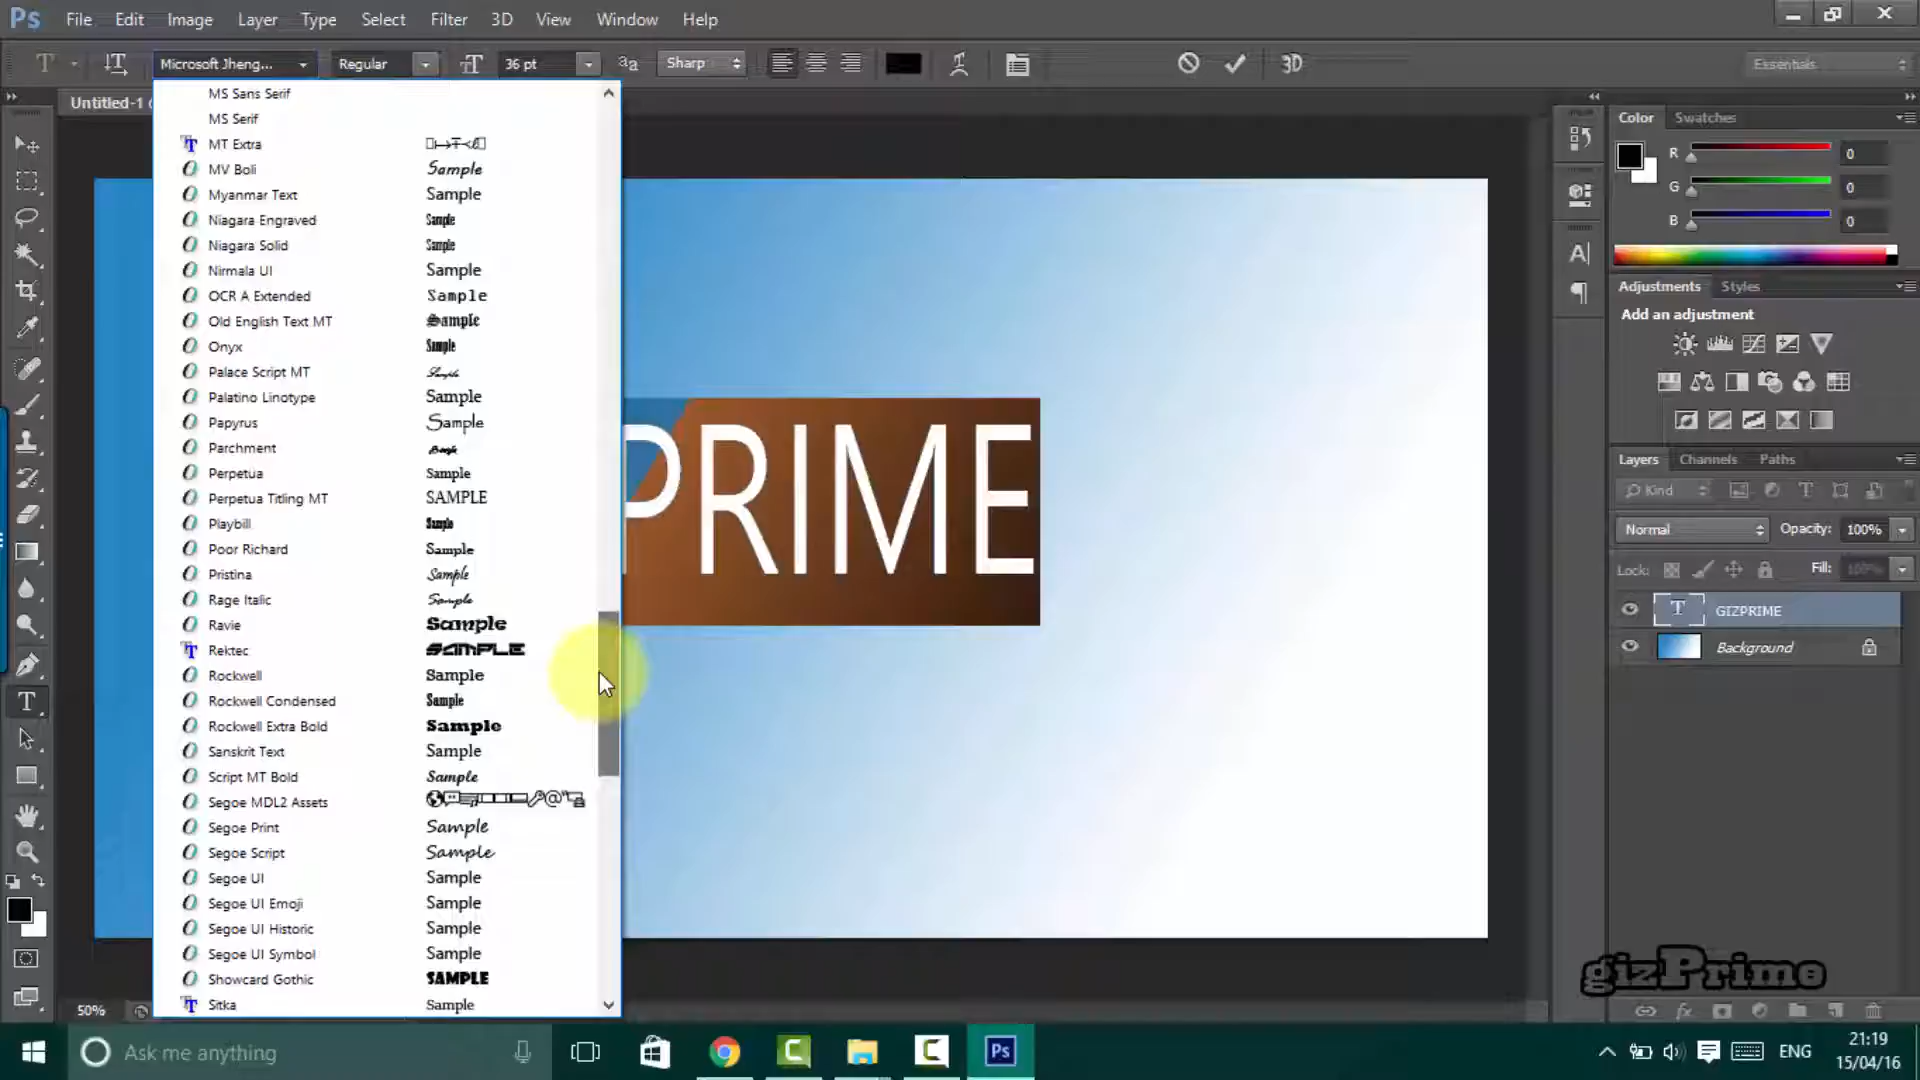 Ps File Edit Image Layer Type Select Filter 3D View Window Help
Microsoft Jheng... Regular 36 pt Sharp 3D Essentials
Untitled-1
MS Sans Serif
MS Serif
MT Extra
MV Boli Sample
Myanmar Text Sample
Niagara Engraved Sample
Niagara Solid Sample
Nirmala UI Sample
OCR A Extended Sample
Old English Text MT Sample
Onyx Sample
Palace Script MT Sample
Palatino Linotype Sample
Papyrus Sample
Parchment Sample
Perpetua Sample
Perpetua Titling MT SAMPLE
Playbill Sample
Poor Richard Sample
Pristina Sample
Rage Italic Sample
Ravie Sample
Rektec SAMPLE
Rockwell Sample
Rockwell Condensed Sample
Rockwell Extra Bold Sample
Sanskrit Text Sample
Script MT Bold Sample
Segoe MDL2 Assets
Segoe Print Sample
Segoe Script Sample
Segoe UI Sample
Segoe UI Emoji Sample
Segoe UI Historic Sample
Segoe UI Symbol Sample
Showcard Gothic SAMPLE
Sitka Sample
PRIME
Color Swatches
R 0
G 0
B 0
Adjustments Styles
Add an adjustment
Layers Channels Paths
Kind
Normal Opacity: 100%
Lock: Fill: 100%
GIZPRIME
Background
gizPrime
50%
Ask me anything
Ps
ENG
21:19
15/04/16